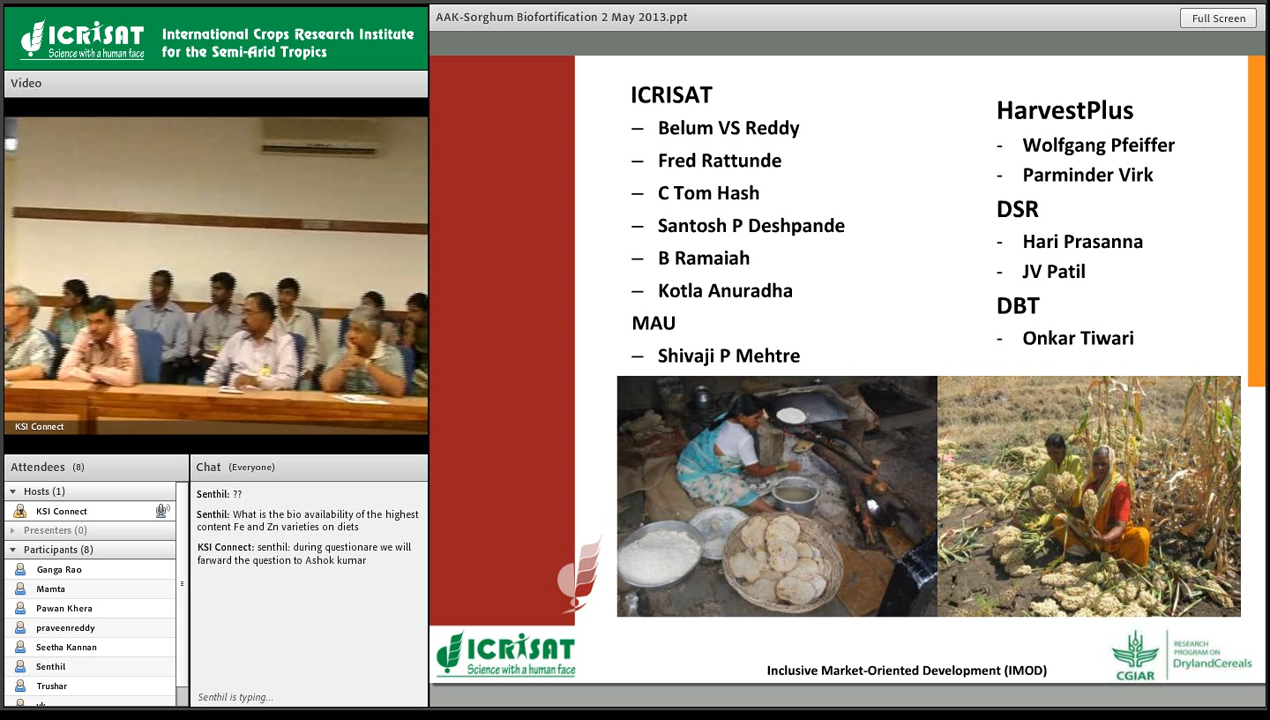 ICRISAT
Science with a human face
International Crops Research Institute
for the Semi-Arid Tropics
Video
KSI Connect
Attendees (8)
Hosts (1)
KSI Connect
Presenters (0)
Participants (8)
Ganga Rao
Mamta
Pawan Khera
praveenreddy
Seetha Kannan
Senthil
Trushar
Chat (Everyone)
Senthil: ??
Senthil: What is the bio availability of the highest
content Fe and Zn varieties on diets
KSI Connect: senthil: during questionare we will
farward the question to Ashok kumar
Senthil is typing...
AAK-Sorghum Biofortification 2 May 2013.ppt
Full Screen
ICRISAT
– Belum VS Reddy
– Fred Rattunde
– C Tom Hash
– Santosh P Deshpande
– B Ramaiah
– Kotla Anuradha
MAU
– Shivaji P Mehtre
HarvestPlus
- Wolfgang Pfeiffer
- Parminder Virk
DSR
- Hari Prasanna
- JV Patil
DBT
- Onkar Tiwari
ICRISAT
Science with a human face
Inclusive Market-Oriented Development (IMOD)
CGIAR
RESEARCH
PROGRAM ON
DrylandCereals